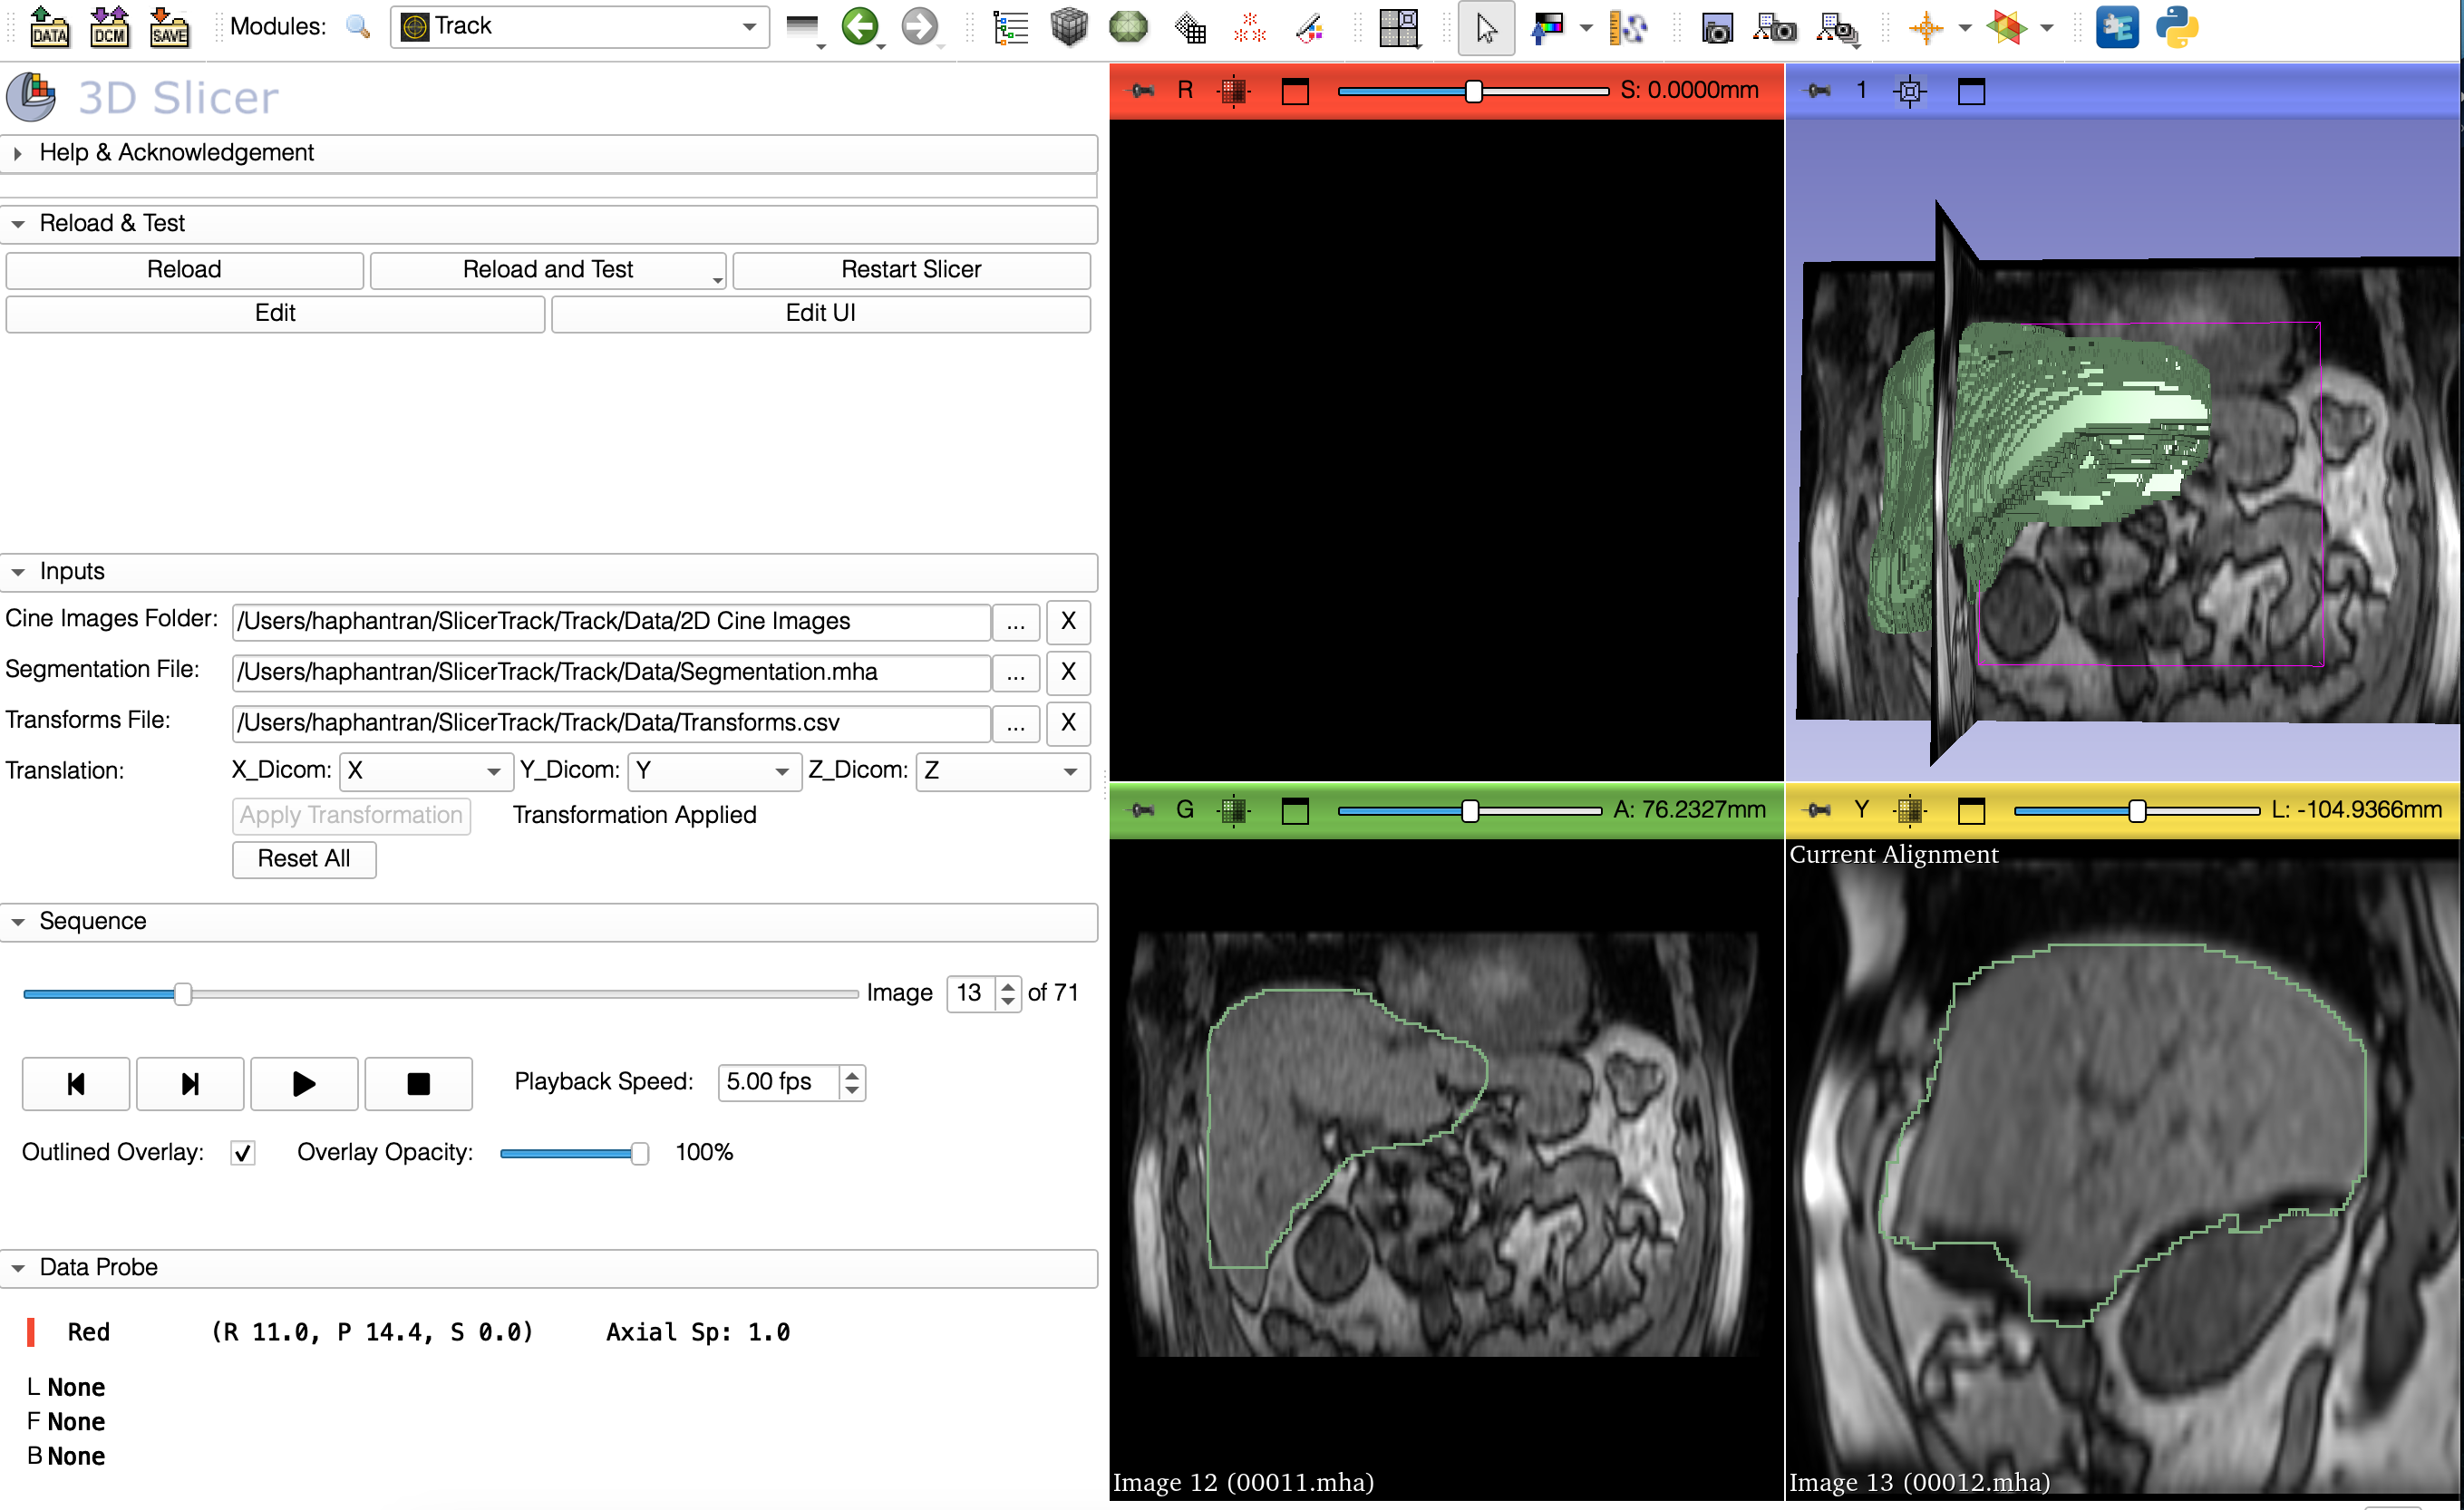 DATA DCM SAVE Modules: Track
3D Slicer
Help & Acknowledgement
Reload & Test
Reload Reload and Test Restart Slicer
Edit Edit UI
Inputs
Cine Images Folder: /Users/haphantran/SlicerTrack/Track/Data/2D Cine Images ... X
Segmentation File: /Users/haphantran/SlicerTrack/Track/Data/Segmentation.mha ... X
Transforms File: /Users/haphantran/SlicerTrack/Track/Data/Transforms.csv ... X
Translation: X_Dicom: X Y_Dicom: Y Z_Dicom: Z
Apply Transformation Transformation Applied
Reset All
Sequence
Image 13 of 71
Playback Speed: 5.00 fps
Outlined Overlay: Overlay Opacity: 100%
Data Probe
Red (R 11.0, P 14.4, S 0.0) Axial Sp: 1.0
L None
F None
B None
R S: 0.0000mm
1
G A: 76.2327mm
Image 12 (00011.mha)
Y L: -104.9366mm
Current Alignment
Image 13 (00012.mha)